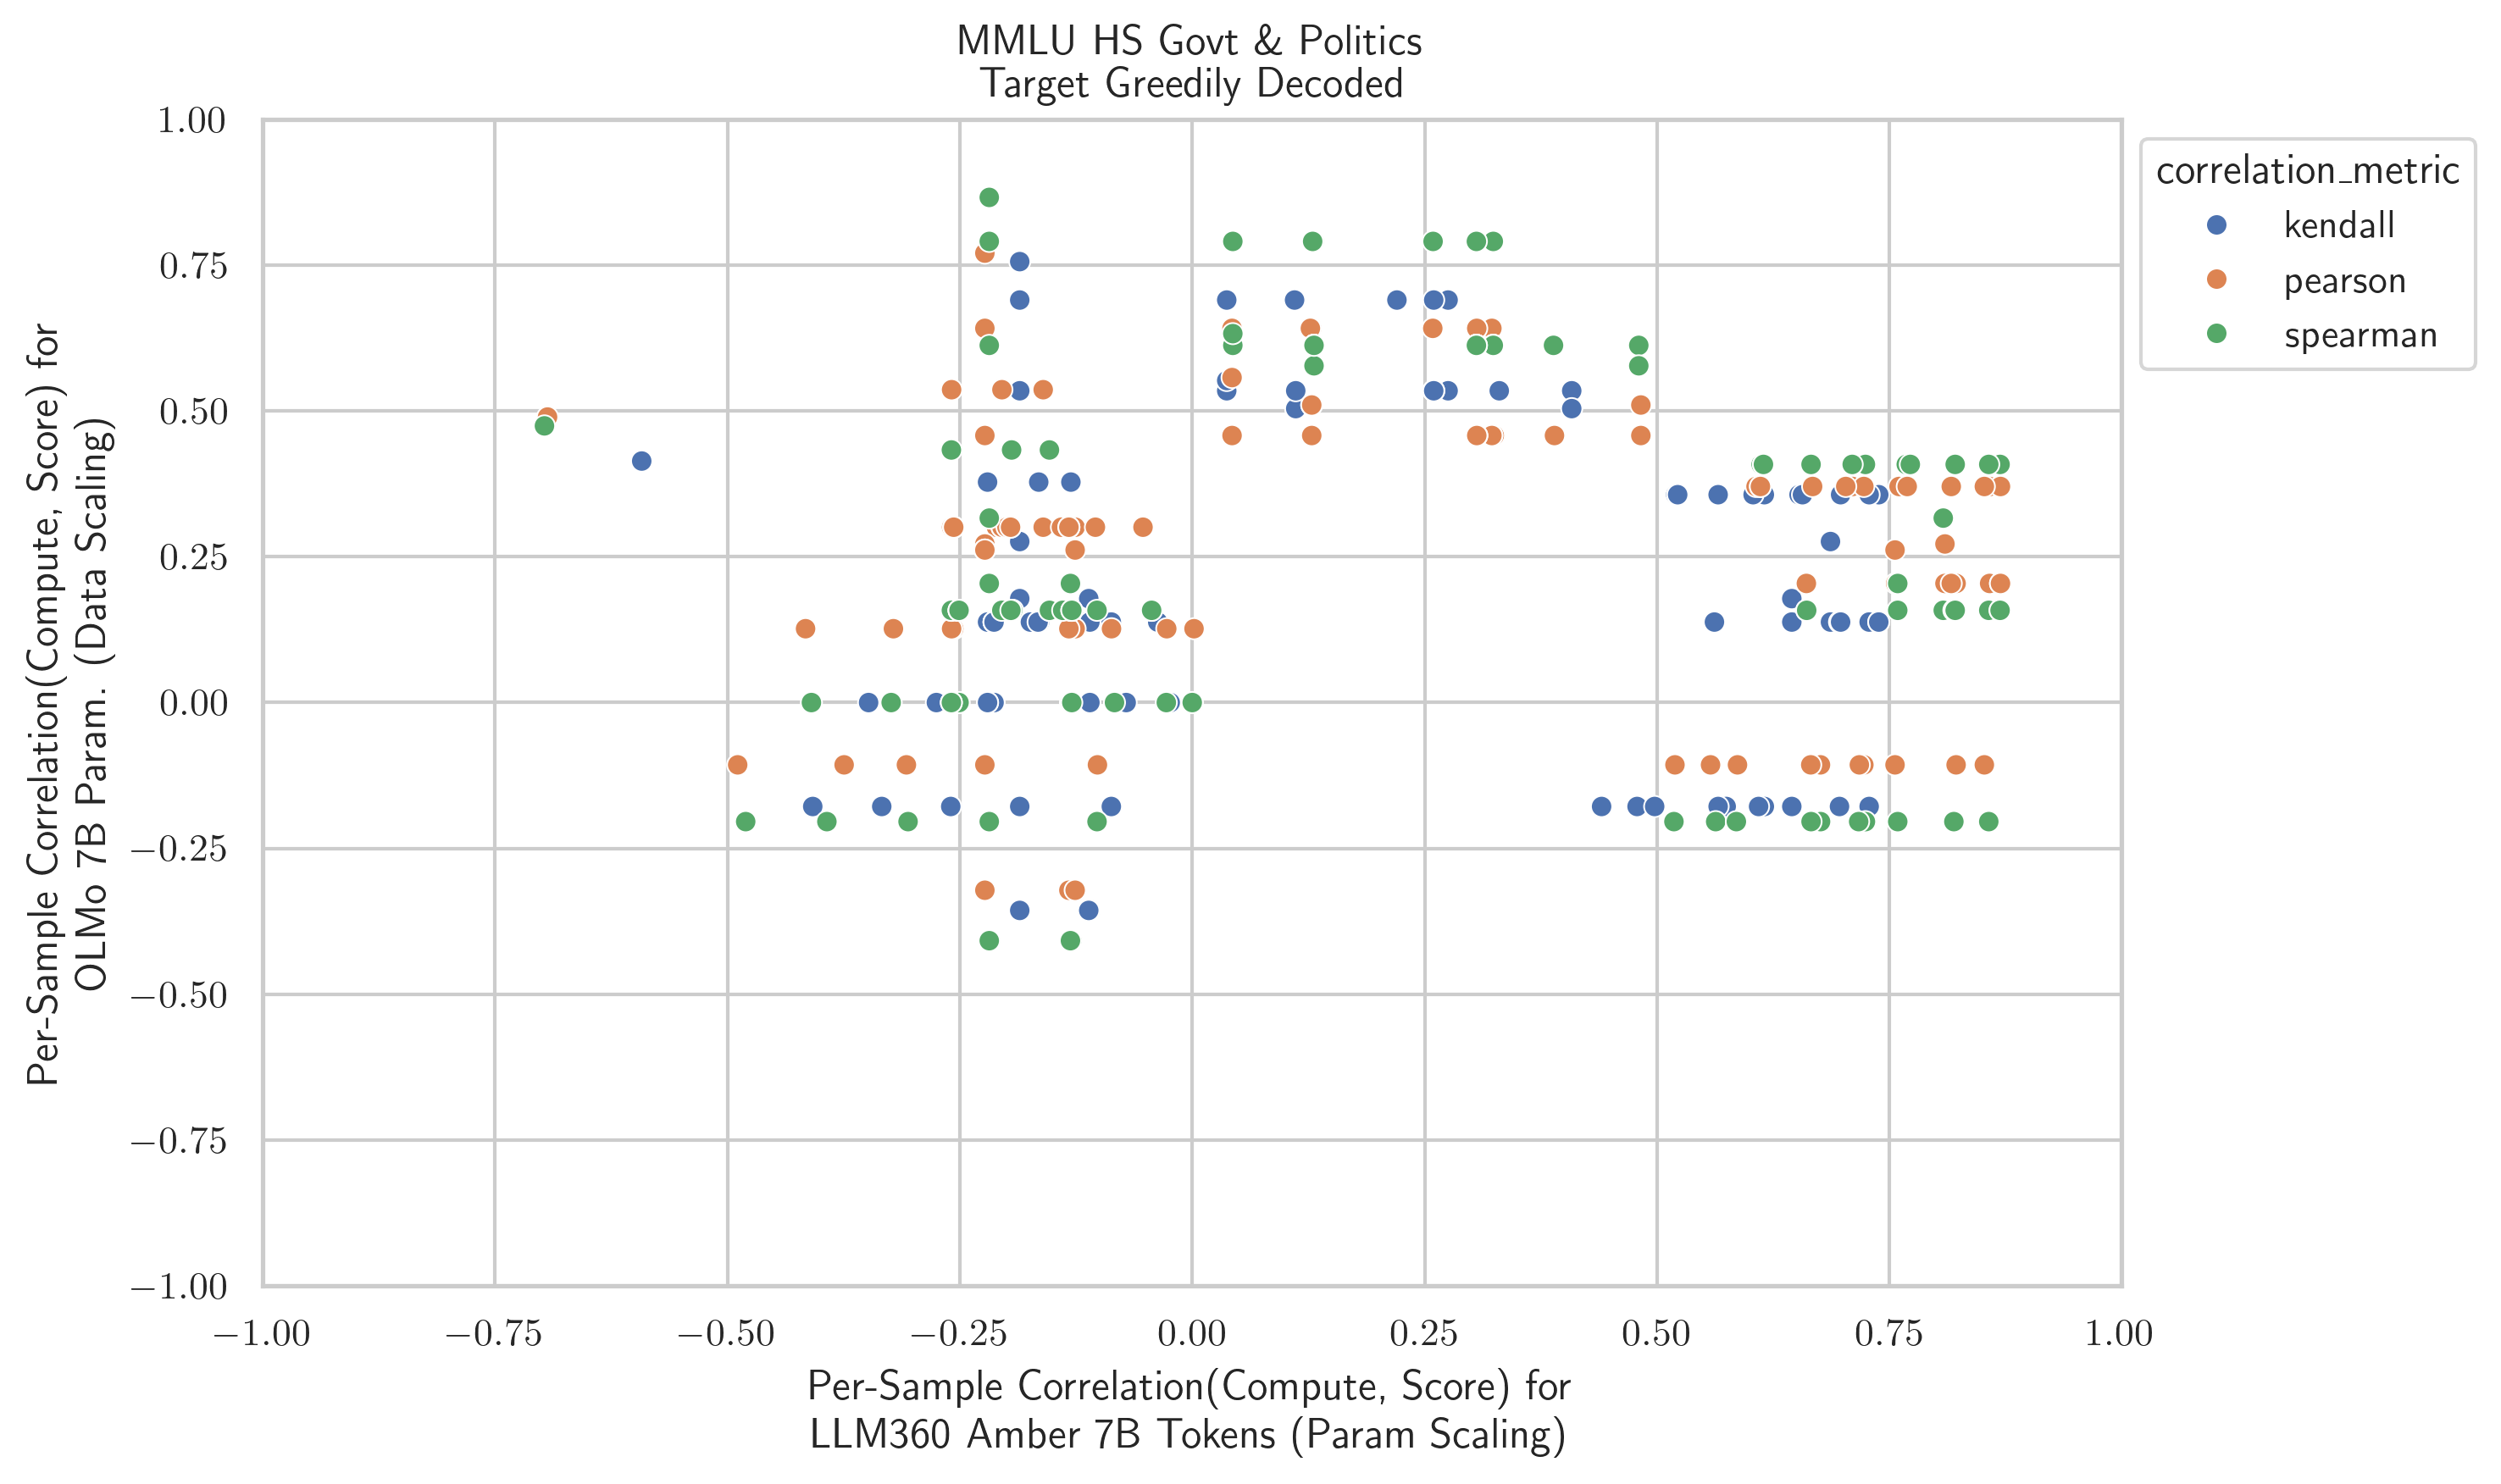 MMLU HS Govt & Politics
Target Greedily Decoded
1.00
0.75
0.50
0.25
0.00
−0.25
−0.50
−0.75
−1.00
Per-Sample Correlation(Compute, Score) for
OLMo 7B Param. (Data Scaling)
correlation_metric
kendall
pearson
spearman
−1.00 −0.75 −0.50 −0.25 0.00 0.25 0.50 0.75 1.00
Per-Sample Correlation(Compute, Score) for
LLM360 Amber 7B Tokens (Param Scaling)